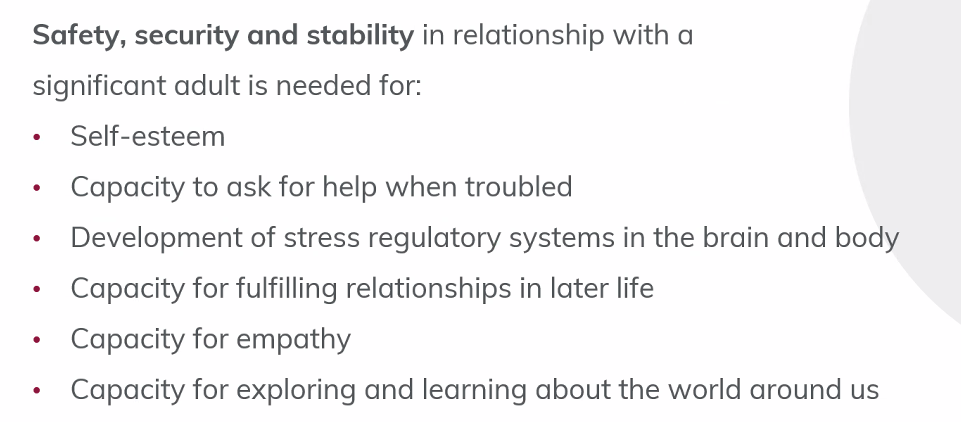 Safety, security and stability in relationship with a
significant adult is needed for:
• Self-esteem
• Capacity to ask for help when troubled
• Development of stress regulatory systems in the brain and body
• Capacity for fulfilling relationships in later life
• Capacity for empathy
• Capacity for exploring and learning about the world around us